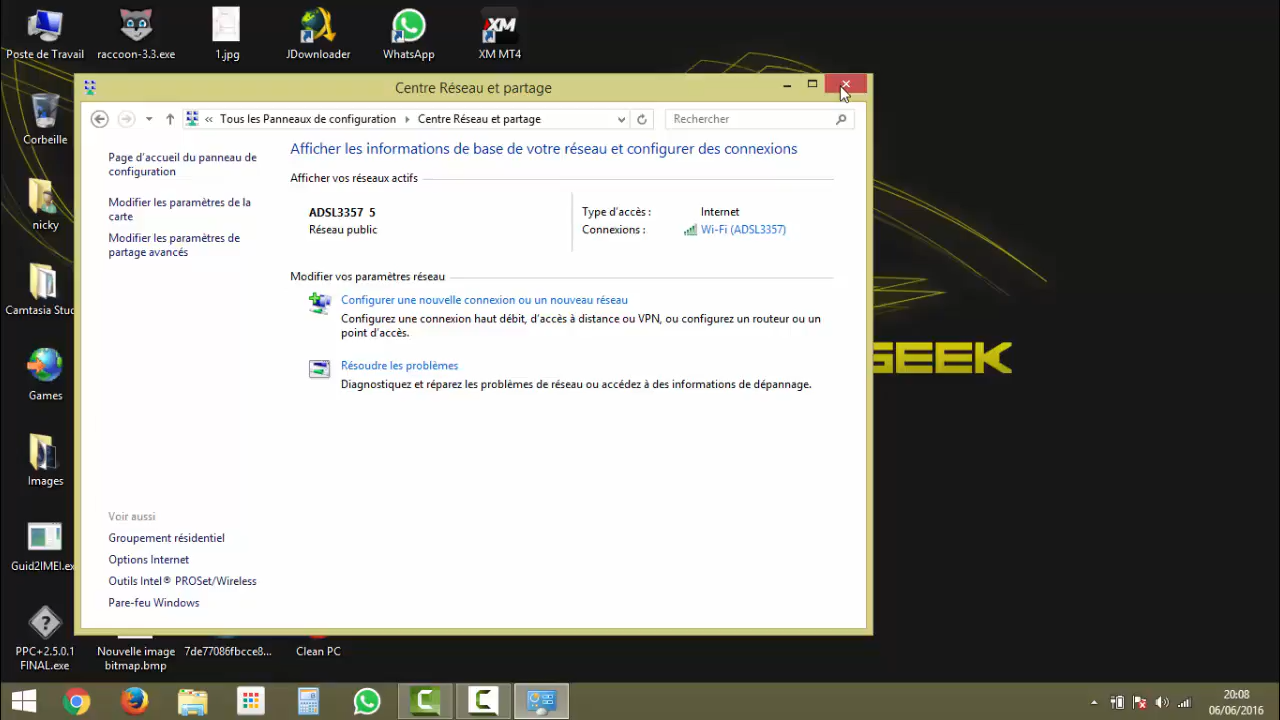 Poste de Travail
raccoon-3.3.exe
1.jpg
JDownloader
WhatsApp
XM
XM MT4
Corbeille
nicky
Camtasia Stud
Games
Images
Guid2IMEI.ex
PPC+2.5.0.1
FINAL.exe
Nouvelle image
bitmap.bmp
7de77086fbcce8...
Clean PC
GEEK
Centre Réseau et partage
« Tous les Panneaux de configuration
Centre Réseau et partage
Rechercher
Page d'accueil du panneau de
configuration
Modifier les paramètres de la
carte
Modifier les paramètres de
partage avancés
Afficher les informations de base de votre réseau et configurer des connexions
Afficher vos réseaux actifs
ADSL3357 5
Réseau public
Type d'accès : Internet
Connexions : Wi-Fi (ADSL3357)
Modifier vos paramètres réseau
Configurer une nouvelle connexion ou un nouveau réseau
Configurez une connexion haut débit, d'accès à distance ou VPN, ou configurez un routeur ou un
point d'accès.
Résoudre les problèmes
Diagnostiquez et réparez les problèmes de réseau ou accédez à des informations de dépannage.
Voir aussi
Groupement résidentiel
Options Internet
Outils Intel® PROSet/Wireless
Pare-feu Windows
20:08
06/06/2016